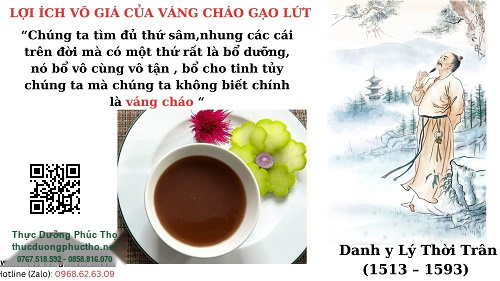 LỢI ÍCH VÔ GIÁ CỦA VÁNG CHÁO GẠO LỨT
“Chúng ta tìm đủ thứ sâm,nhung các cái
trên đời mà có một thứ rất là bổ dưỡng,
nó bổ vô cùng vô tận , bổ cho tinh tủy
chúng ta mà chúng ta không biết chính
là váng cháo “
Thực Dưỡng Phúc Tho
thucduongphuctho.ne
0767.518.592 - 0858.816.070
Hotline (Zalo): 0968.62.63.09
Danh y Lý Thời Trân
(1513 – 1593)